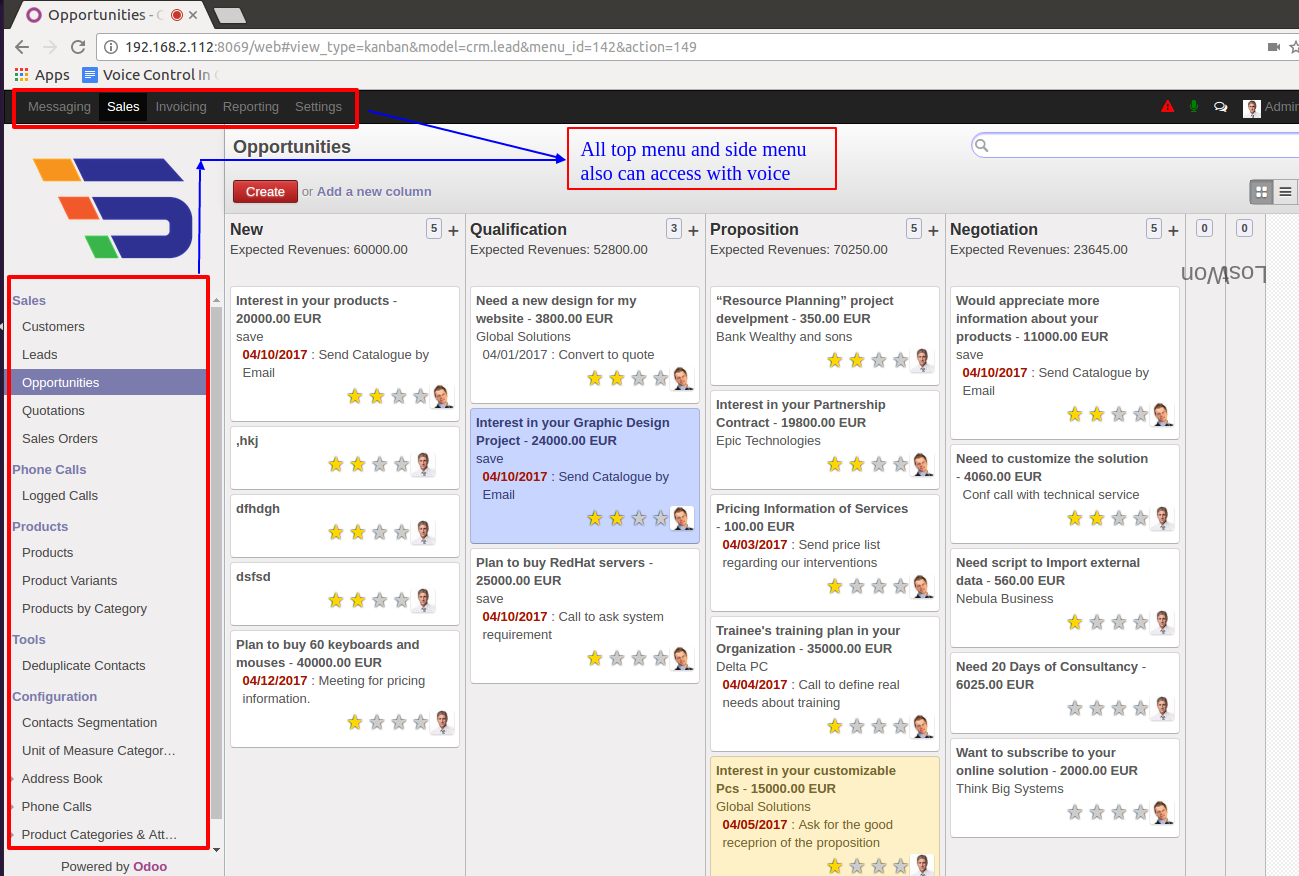 Opportunities - C
192.168.2.112:8069/web#view_type=kanban&model=crm.lead&menu_id=142&action=149
Apps Voice Control In
Messaging Sales Invoicing Reporting Settings
Admin
Opportunities
All top menu and side menu
also can access with voice
Create or Add a new column
Sales
Customers
Leads
Opportunities
Quotations
Sales Orders
Phone Calls
Logged Calls
Products
Products
Product Variants
Products by Category
Tools
Deduplicate Contacts
Configuration
Contacts Segmentation
Unit of Measure Categor…
Address Book
Phone Calls
Product Categories & Att…
Powered by Odoo
New 5 +
Expected Revenues: 60000.00
Interest in your products -
20000.00 EUR
save
04/10/2017 : Send Catalogue by
Email
,hkj
dfhdgh
dsfsd
Plan to buy 60 keyboards and
mouses - 40000.00 EUR
04/12/2017 : Meeting for pricing
information.
Qualification 3 +
Expected Revenues: 52800.00
Need a new design for my
website - 3800.00 EUR
Global Solutions
04/01/2017 : Convert to quote
Interest in your Graphic Design
Project - 24000.00 EUR
save
04/10/2017 : Send Catalogue by
Email
Plan to buy RedHat servers -
25000.00 EUR
save
04/10/2017 : Call to ask system
requirement
Proposition 5 +
Expected Revenues: 70250.00
“Resource Planning” project
develpment - 350.00 EUR
Bank Wealthy and sons
Interest in your Partnership
Contract - 19800.00 EUR
Epic Technologies
Pricing Information of Services
- 100.00 EUR
04/03/2017 : Send price list
regarding our interventions
Trainee's training plan in your
Organization - 35000.00 EUR
Delta PC
04/04/2017 : Call to define real
needs about training
Interest in your customizable
Pcs - 15000.00 EUR
Global Solutions
04/05/2017 : Ask for the good
receprion of the proposition
Negotiation 5 +
Expected Revenues: 23645.00
Would appreciate more
information about your
products - 11000.00 EUR
save
04/10/2017 : Send Catalogue by
Email
Need to customize the solution
- 4060.00 EUR
Conf call with technical service
Need script to Import external
data - 560.00 EUR
Nebula Business
Need 20 Days of Consultancy -
6025.00 EUR
Want to subscribe to your
online solution - 2000.00 EUR
Think Big Systems
0
Won
0
Lost